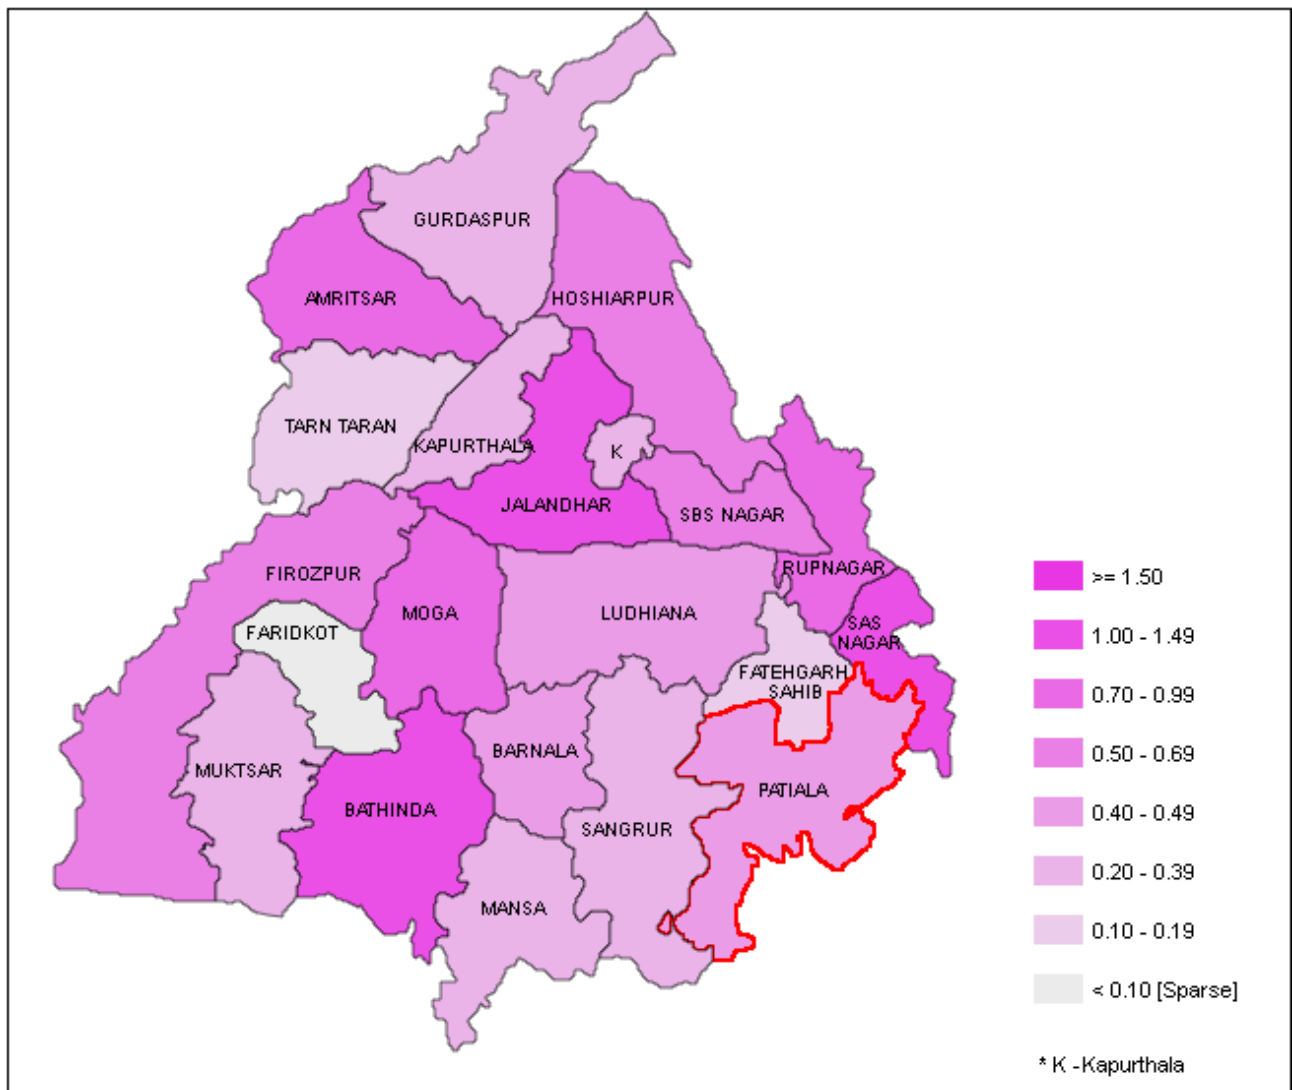 GURDASPUR
AMRITSAR
HOSHIARPUR
TARN TARAN
KAPURTHALA
K
JALANDHAR
SBS NAGAR
FIROZPUR
RUPNAGAR
MOGA
LUDHIANA
FARIDKOT
SAS
NAGAR
FATEHGARH
SAHIB
BARNALA
MUKTSAR
PATIALA
BATHINDA
SANGRUR
MANSA
>= 1.50
1.00 - 1.49
0.70 - 0.99
0.50 - 0.69
0.40 - 0.49
0.20 - 0.39
0.10 - 0.19
< 0.10 [Sparse]
* K -Kapurthala